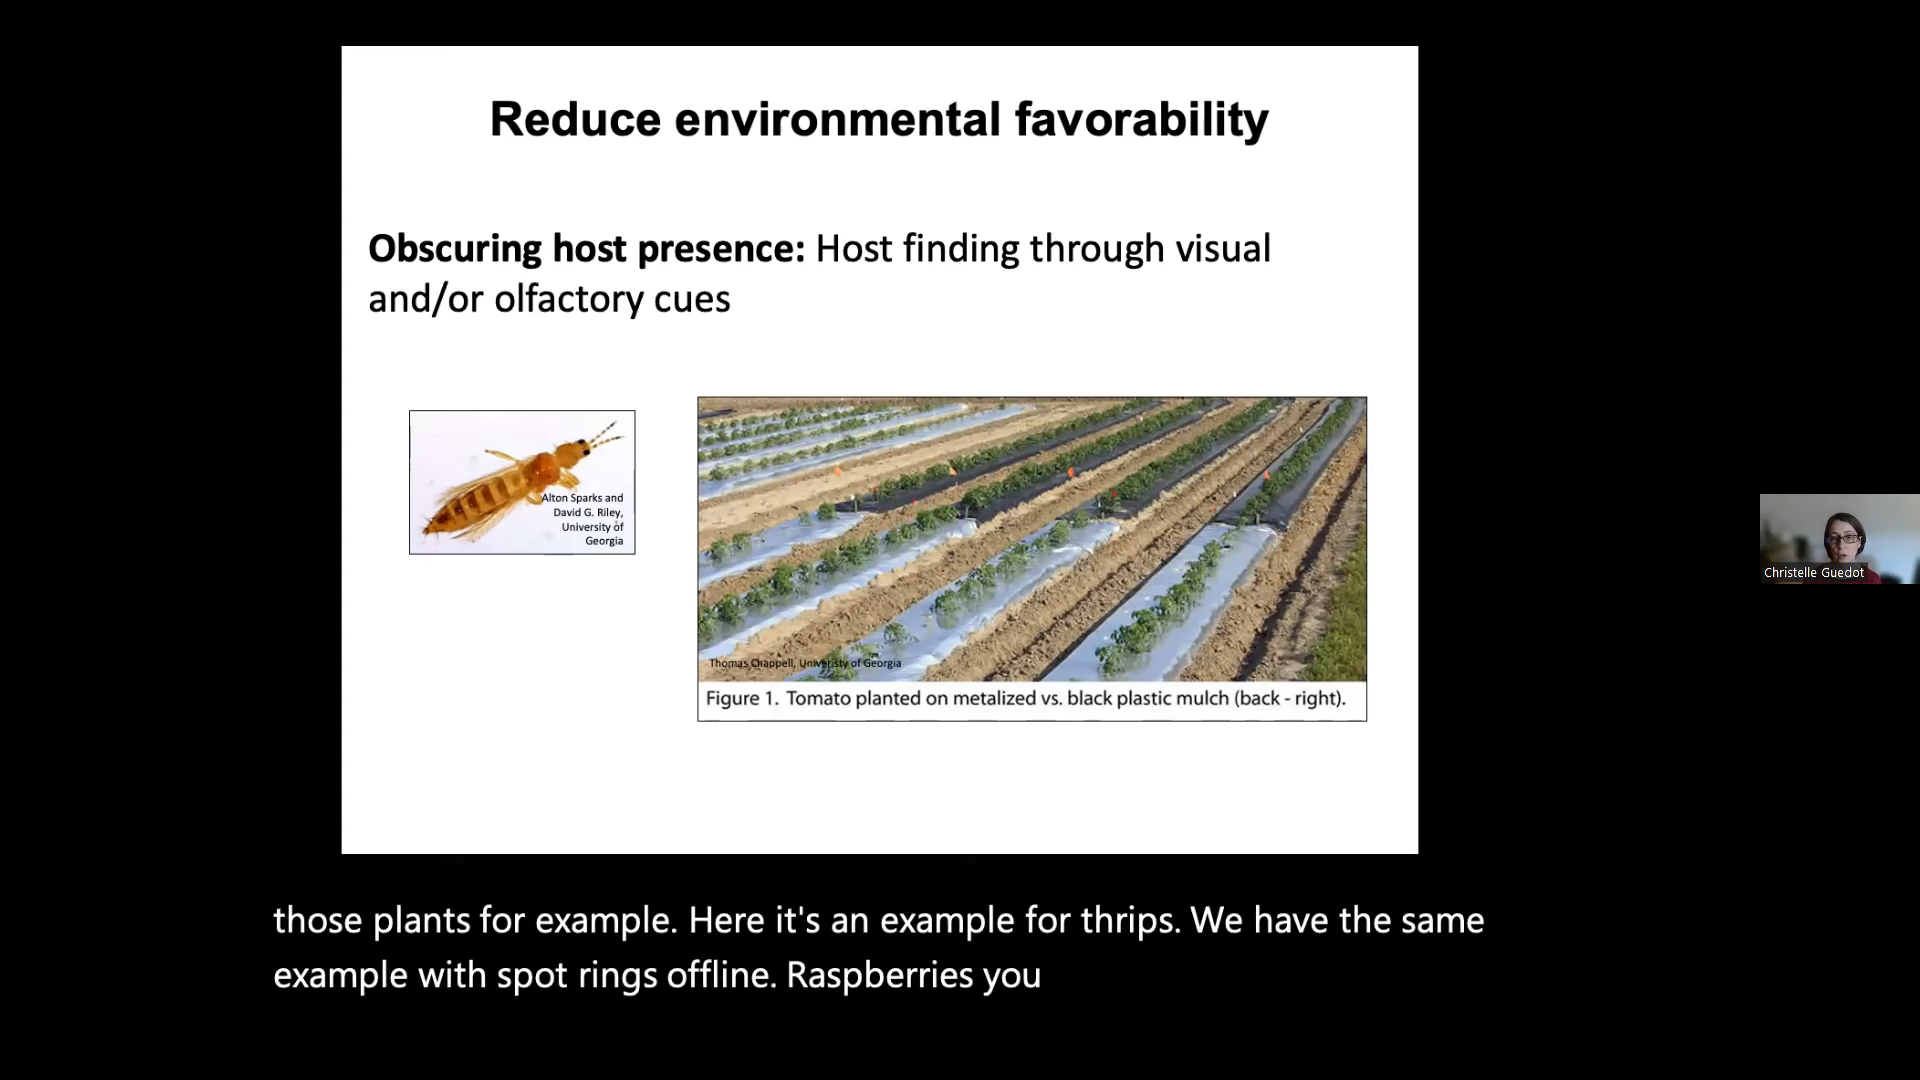 Reduce environmental favorability
Obscuring host presence: Host finding through visual
and/or olfactory cues
Alton Sparks and
David G. Riley,
University of
Georgia
Thomas Chappell, Univeristy of Georgia
Figure 1. Tomato planted on metalized vs. black plastic mulch (back - right).
Christelle Guedot
those plants for example. Here it's an example for thrips. We have the same
example with spot rings offline. Raspberries you